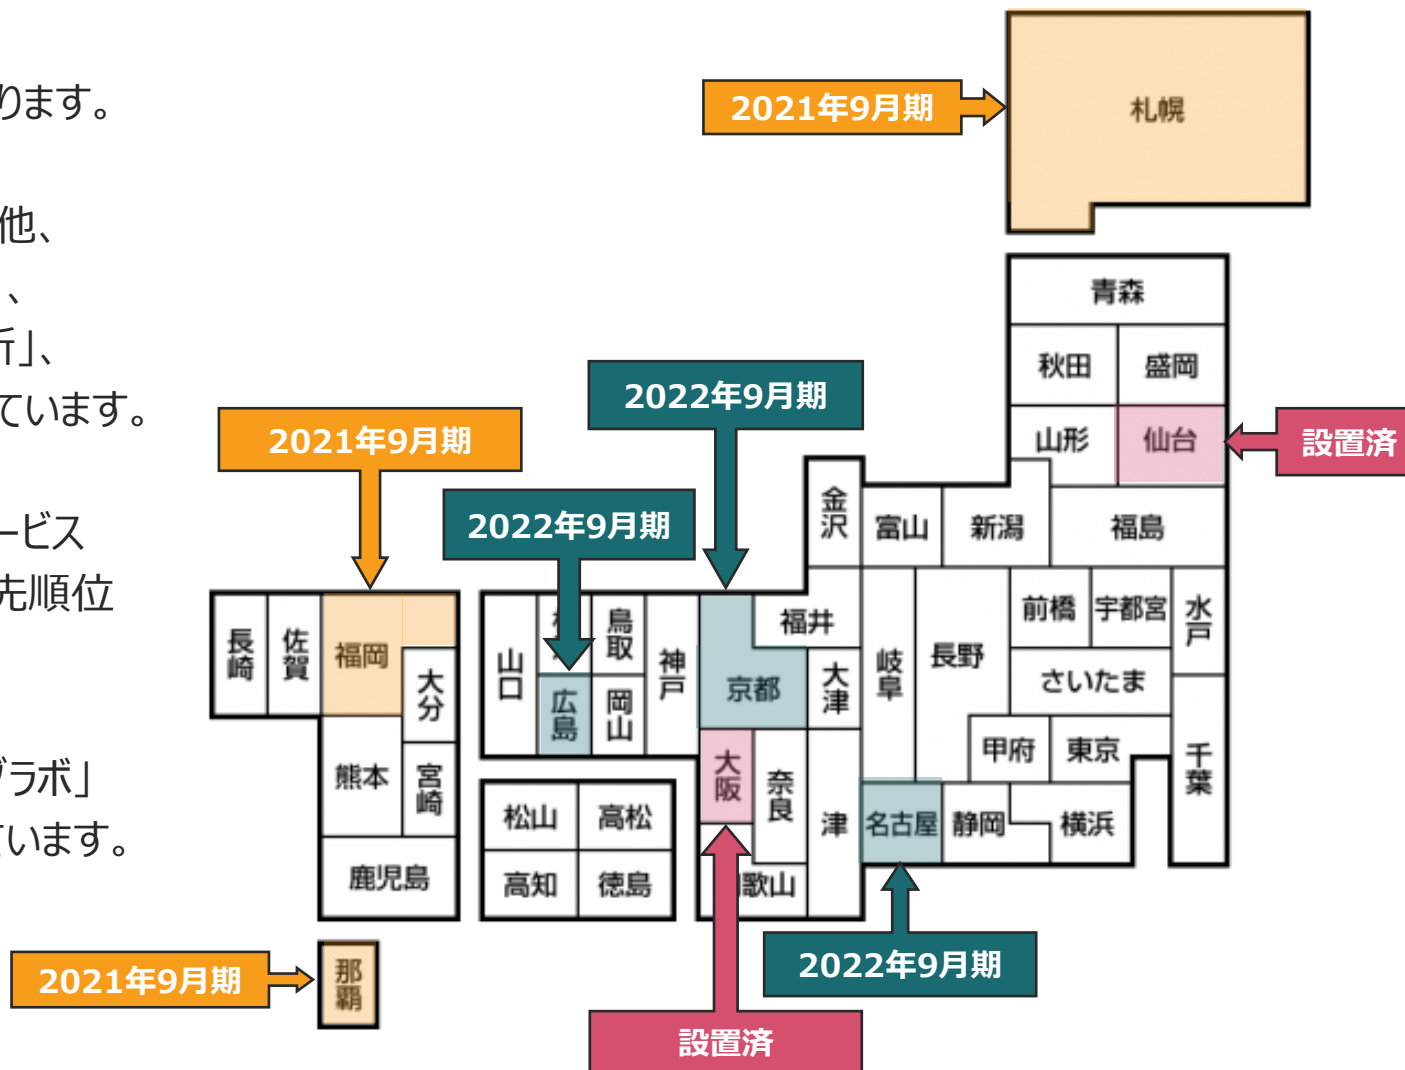 ります。
他、
、
所」、
ています。
ービス
先順位
ブラボ」
ています。
2021年9月期
札幌
青森
秋田
盛岡
山形
仙台
設置済
2022年9月期
2021年9月期
2022年9月期
金沢
富山
新潟
福島
長崎
佐賀
福岡
大分
熊本
宮崎
鹿児島
山口
鳥取
広島
岡山
神戸
京都
福井
大津
岐阜
長野
前橋
宇都宮
水戸
さいたま
甲府
東京
千葉
大阪
奈良
津
名古屋
静岡
横浜
松山
高松
高知
徳島
歌山
那覇
2021年9月期
2022年9月期
設置済